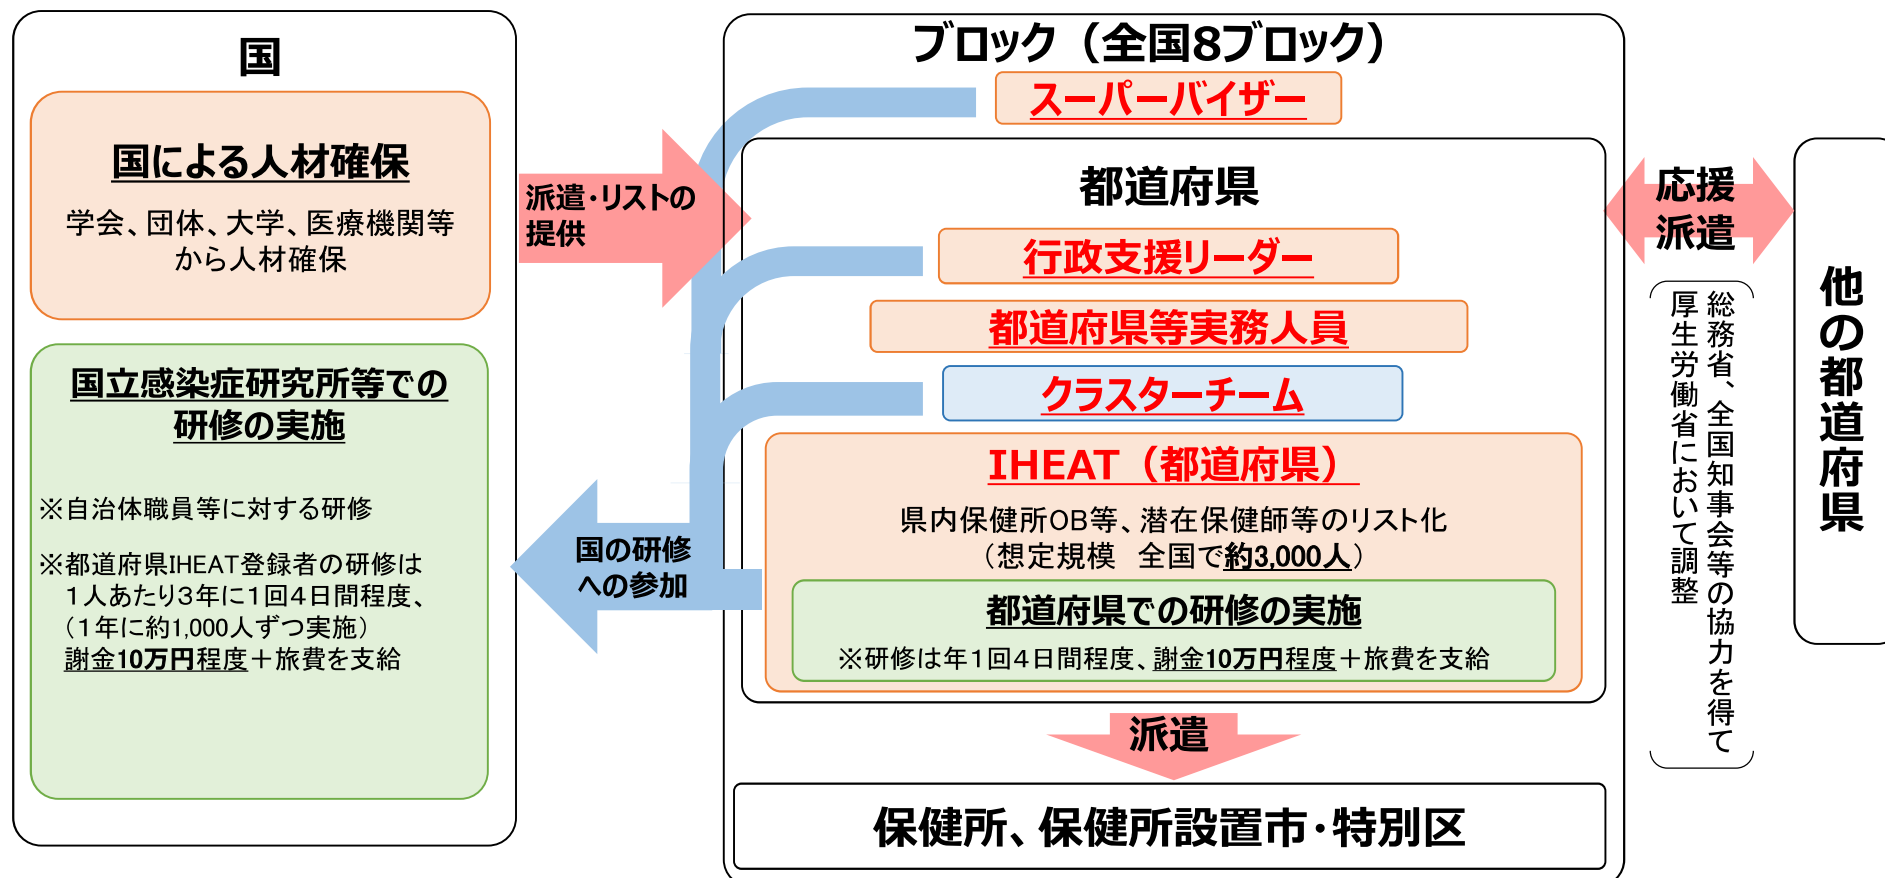 国
国による人材確保
学会、団体、大学、医療機関等
から人材確保
国立感染症研究所等での
研修の実施
※自治体職員等に対する研修
※都道府県IHEAT登録者の研修は
１人あたり３年に１回４日間程度、
（１年に約1,000人ずつ実施）
謝金10万円程度＋旅費を支給
派遣・リストの
提供
国の研修
への参加
ブロック（全国8ブロック）
スーパーバイザー
都道府県
行政支援リーダー
都道府県等実務人員
クラスターチーム
IHEAT（都道府県）
県内保健所OB等、潜在保健師等のリスト化
（想定規模　全国で約3,000人）
都道府県での研修の実施
※研修は年１回４日間程度、謝金10万円程度＋旅費を支給
派遣
保健所、保健所設置市・特別区
応援
派遣
総務省、全国知事会等の協力を得て
厚生労働省において調整
他の都道府県